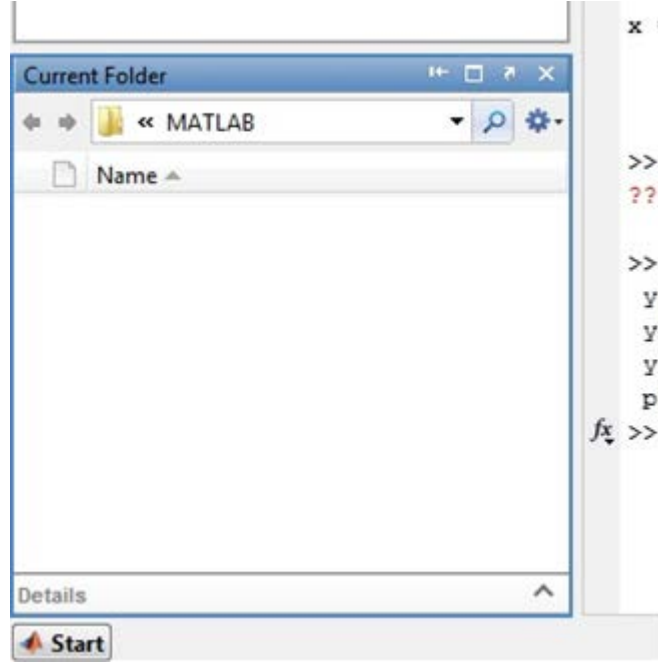 Current Folder
« MATLAB
Name
Details
Start
x
>>
??
>>
y
y
y
p
fx >>